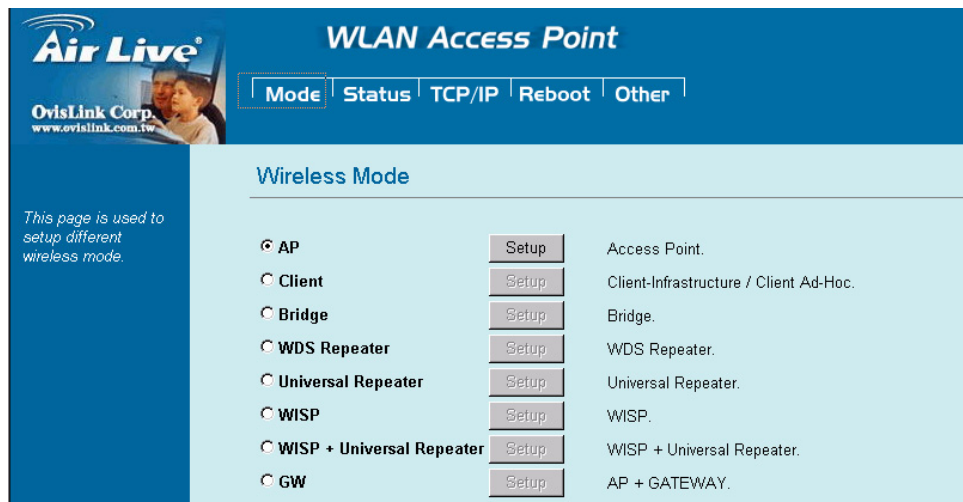 Air Live®
OvisLink Corp.
www.ovislink.com.tw
WLAN Access Point
Mode Status TCP/IP Reboot Other
This page is used to
setup different
wireless mode.
Wireless Mode
AP Setup Access Point.
Client Setup Client-Infrastructure / Client Ad-Hoc.
Bridge Setup Bridge.
WDS Repeater Setup WDS Repeater.
Universal Repeater Setup Universal Repeater.
WISP Setup WISP.
WISP + Universal Repeater Setup WISP + Universal Repeater.
GW Setup AP + GATEWAY.